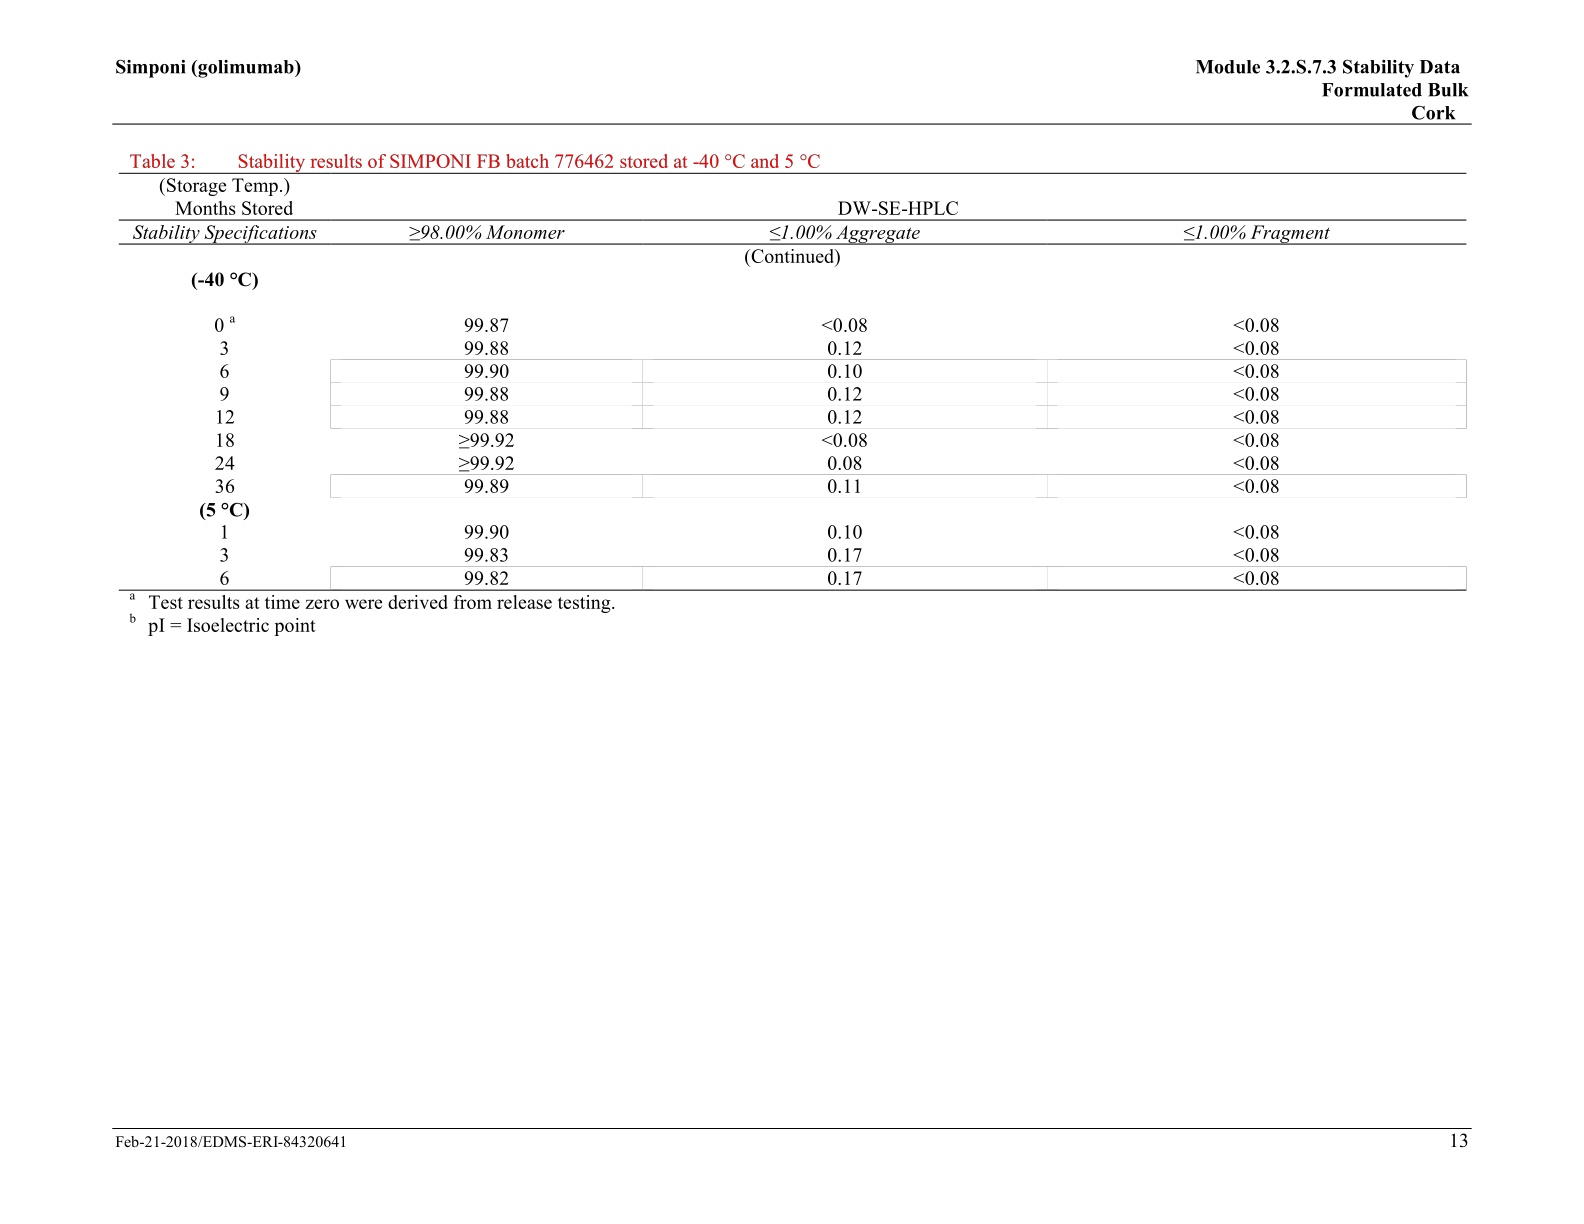 Simponi (golimumab) Module 3.2.S.7.3 Stability Data
Formulated Bulk
Cork
Table 3: Stability results of SIMPONI FB batch 776462 stored at -40 °C and 5 °C
(Storage Temp.)
Months Stored DW-SE-HPLC
Stability Specifications ≥98.00% Monomer ≤1.00% Aggregate ≤1.00% Fragment
(Continued)
(-40 °C)
0 a 99.87 <0.08 <0.08
3 99.88 0.12 <0.08
6 99.90 0.10 <0.08
9 99.88 0.12 <0.08
12 99.88 0.12 <0.08
18 ≥99.92 <0.08 <0.08
24 ≥99.92 0.08 <0.08
36 99.89 0.11 <0.08
(5 °C)
1 99.90 0.10 <0.08
3 99.83 0.17 <0.08
6 99.82 0.17 <0.08
a Test results at time zero were derived from release testing.
b pI = Isoelectric point
Feb-21-2018/EDMS-ERI-84320641 13